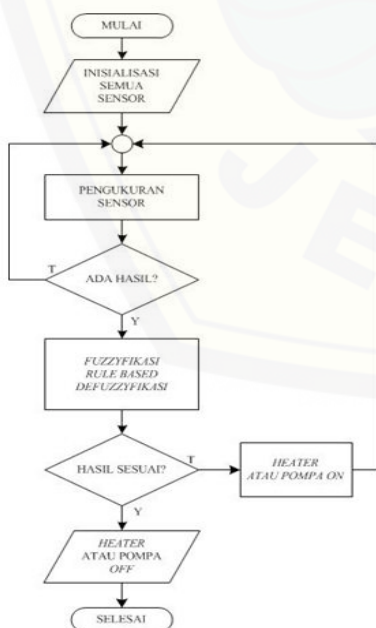 MULAI
INISIALISASI
SEMUA
SENSOR
PENGUKURAN
SENSOR
T
ADA HASIL?
Y
FUZZYFIKASI
RULE BASED
DEFUZZYFIKASI
HASIL SESUAI?
T
HEATER
ATAU POMPA ON
Y
HEATER
ATAU POMPA
OFF
SELESAI
JE